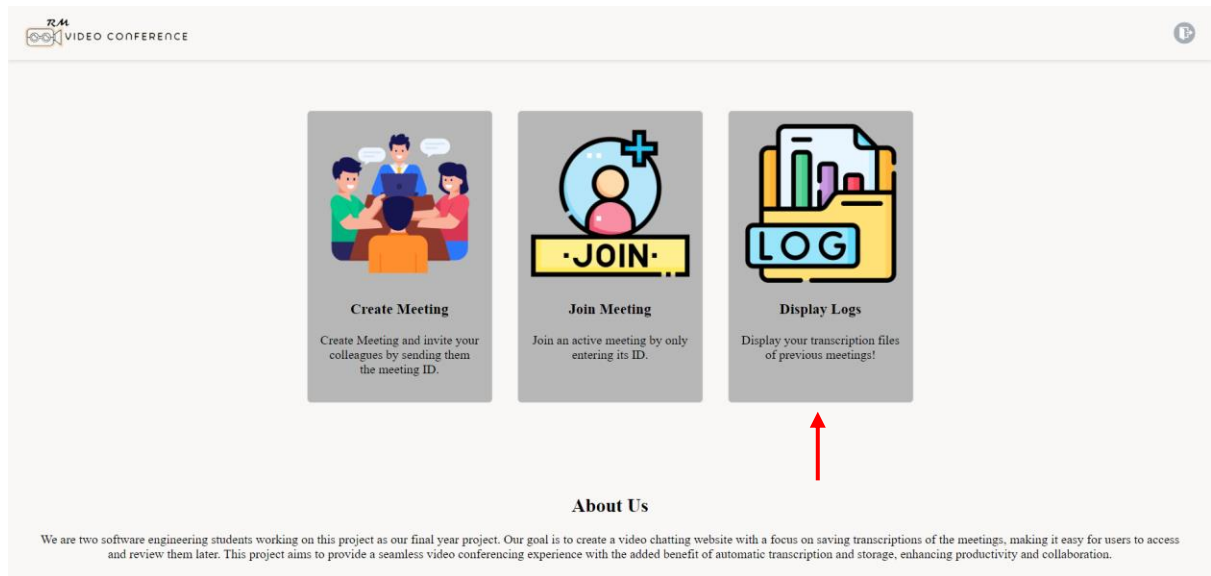 RM
VIDEO CONFERENCE
·JOIN·
LOG
Create Meeting
Create Meeting and invite your
colleagues by sending them
the meeting ID.
Join Meeting
Join an active meeting by only
entering its ID.
Display Logs
Display your transcription files
of previous meetings!
About Us
We are two software engineering students working on this project as our final year project. Our goal is to create a video chatting website with a focus on saving transcriptions of the meetings, making it easy for users to access
and review them later. This project aims to provide a seamless video conferencing experience with the added benefit of automatic transcription and storage, enhancing productivity and collaboration.